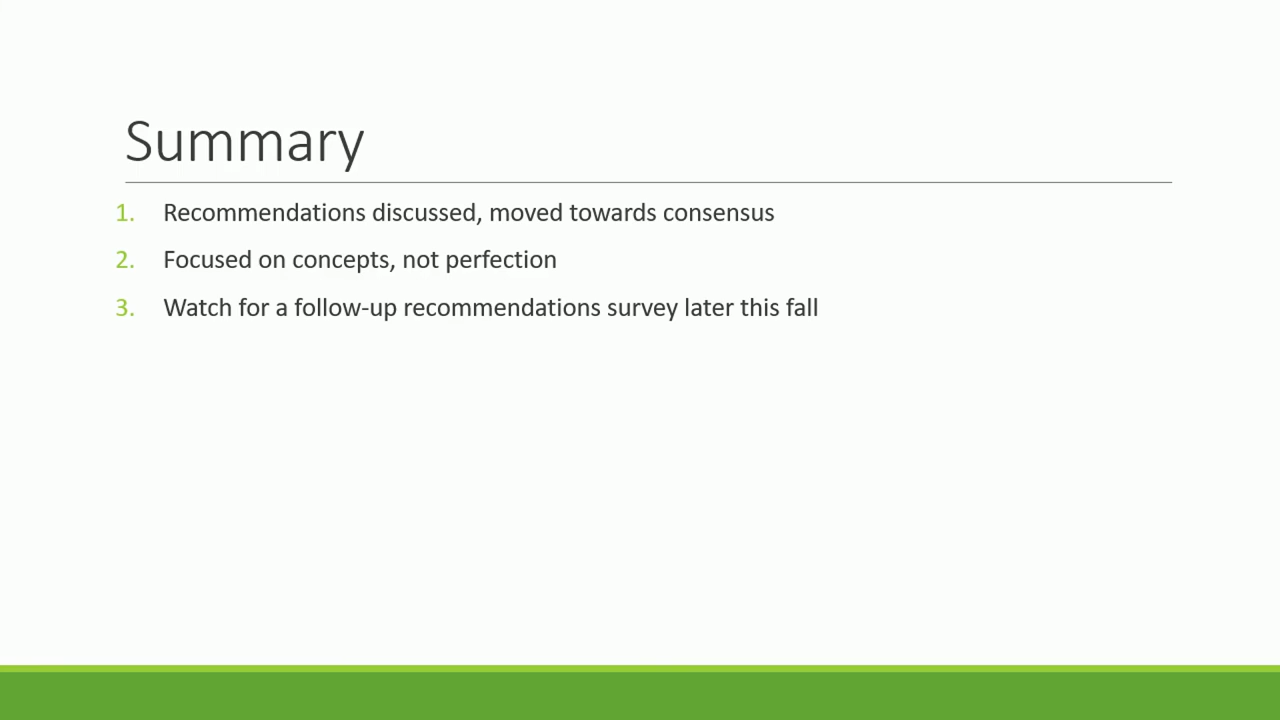 Summary
1. Recommendations discussed, moved towards consensus
2. Focused on concepts, not perfection
3. Watch for a follow-up recommendations survey later this fall